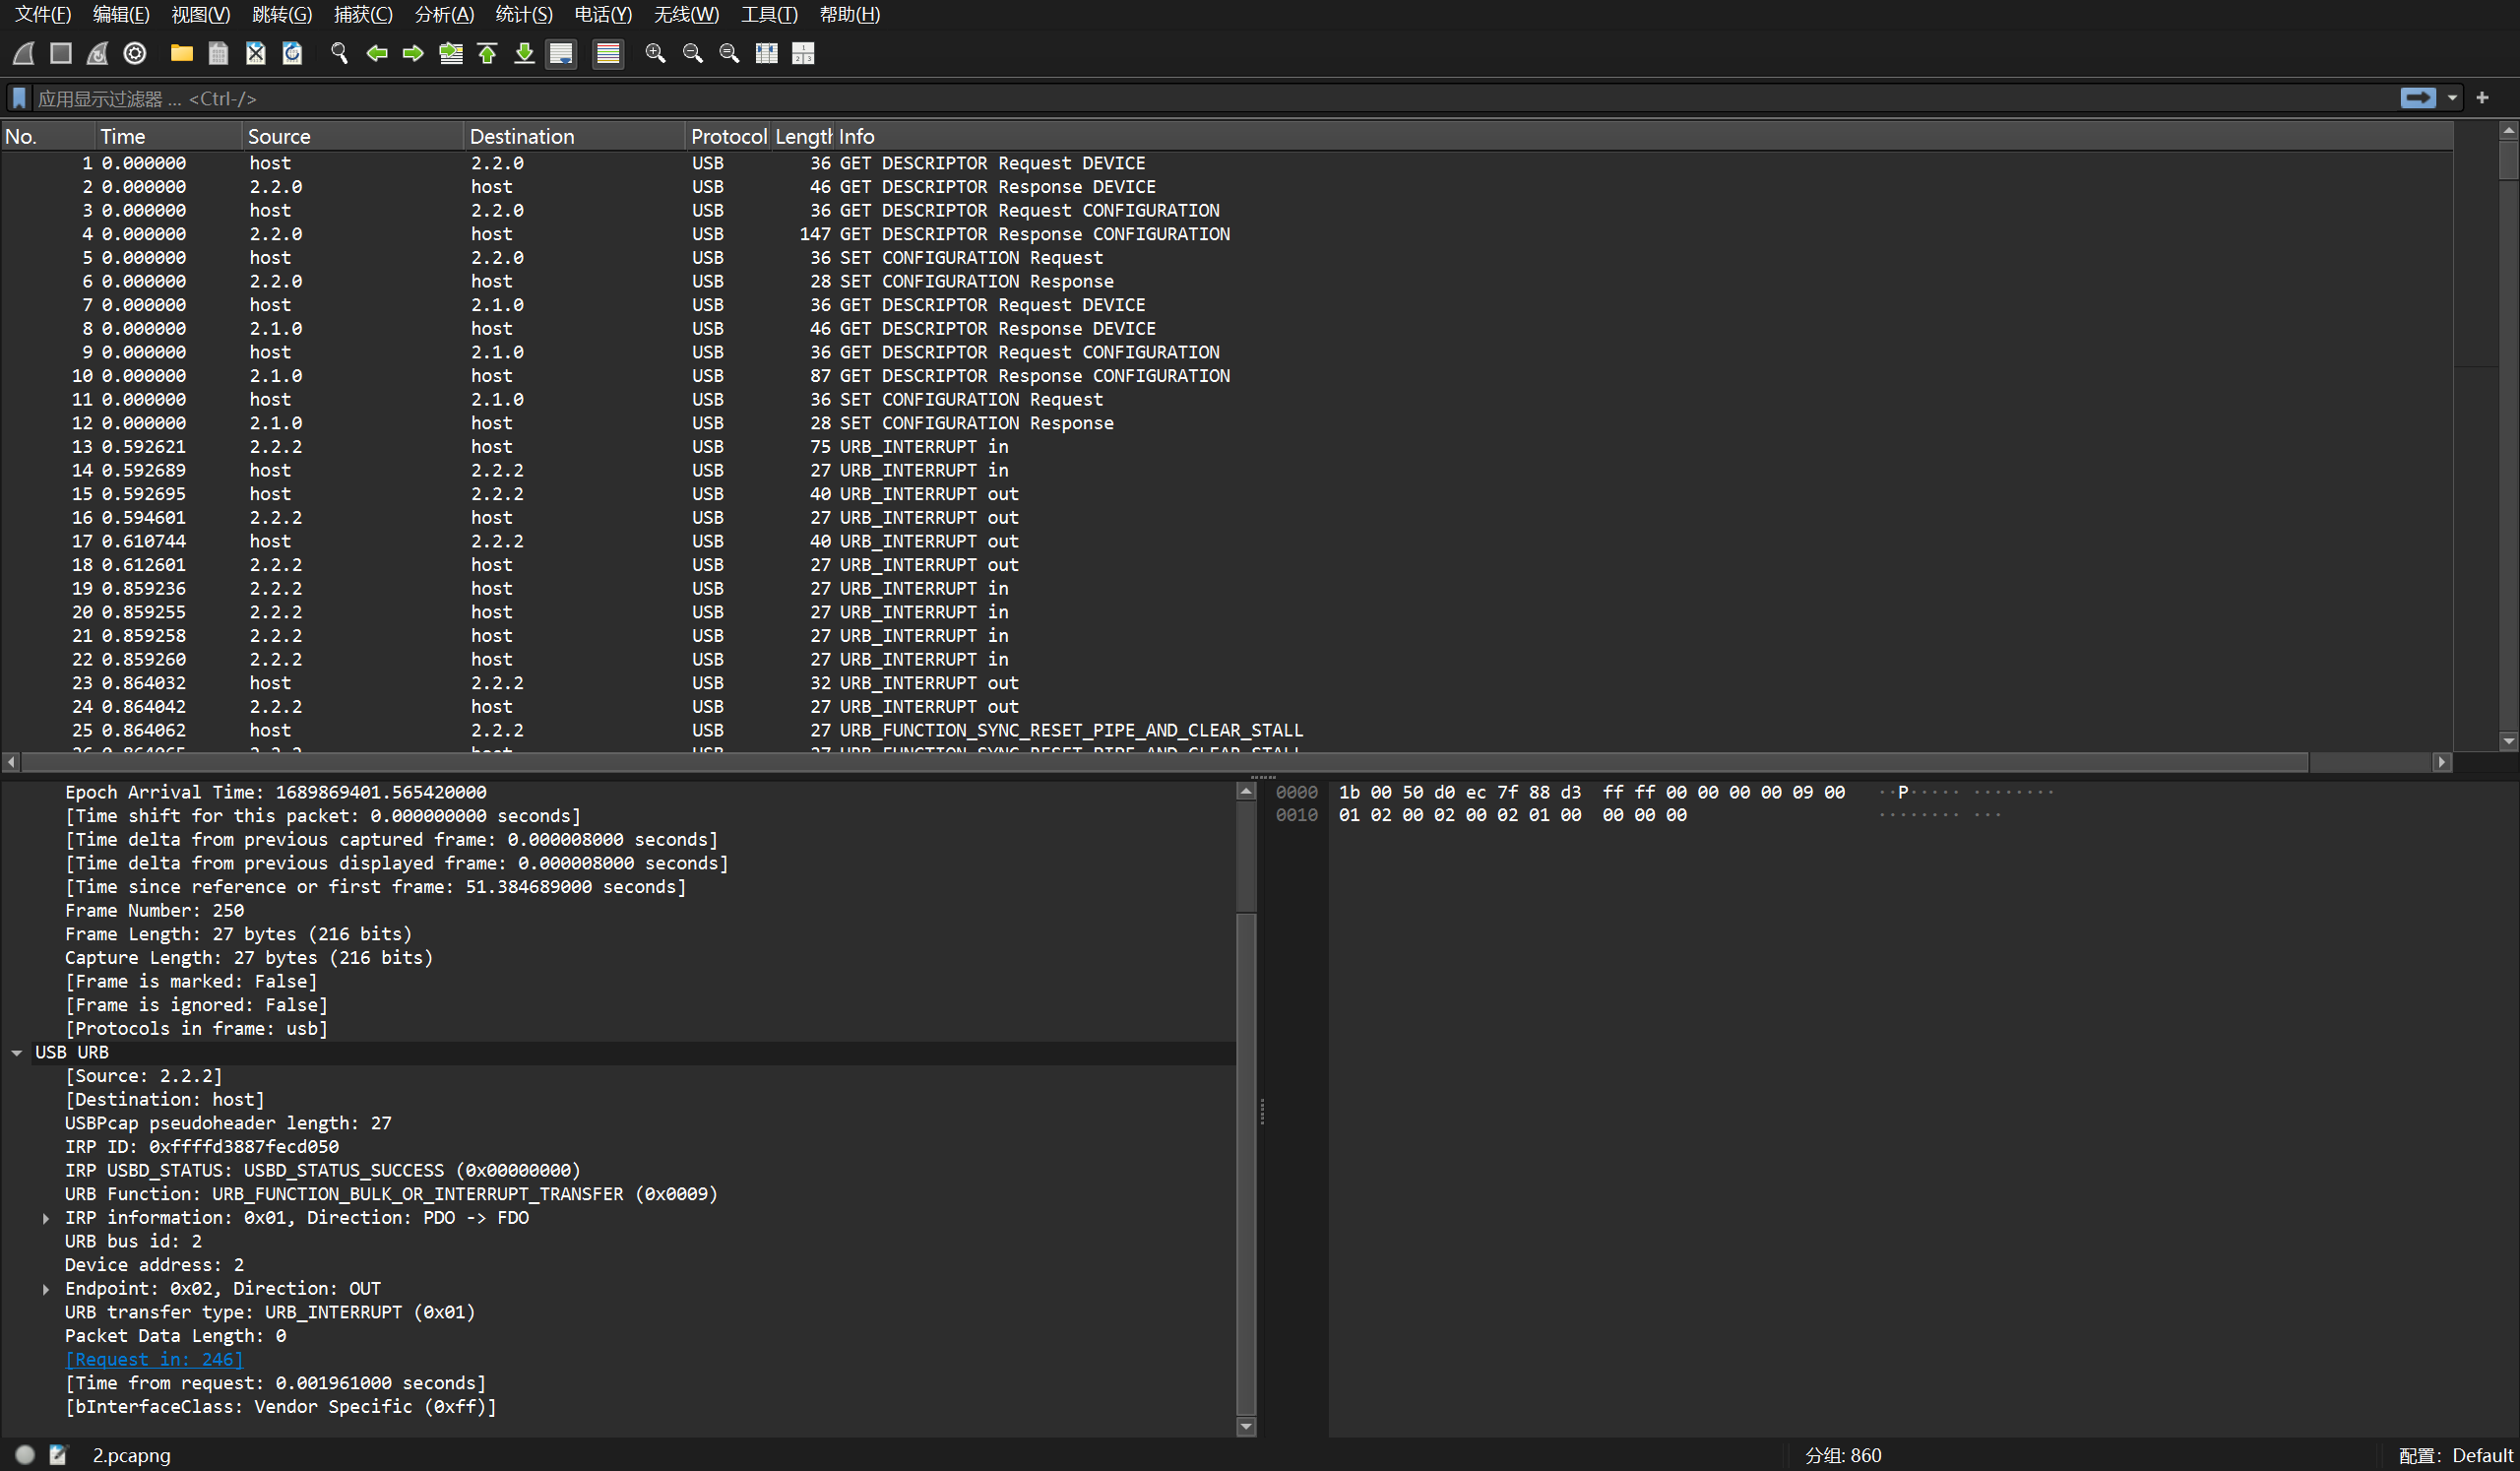 文件(F) 编辑(E) 视图(V) 跳转(G) 捕获(C) 分析(A) 统计(S) 电话(Y) 无线(W) 工具(T) 帮助(H)
应用显示过滤器 … <Ctrl-/>
No. Time Source Destination Protocol Length Info
1 0.000000 host 2.2.0 USB 36 GET DESCRIPTOR Request DEVICE
2 0.000000 2.2.0 host USB 46 GET DESCRIPTOR Response DEVICE
3 0.000000 host 2.2.0 USB 36 GET DESCRIPTOR Request CONFIGURATION
4 0.000000 2.2.0 host USB 147 GET DESCRIPTOR Response CONFIGURATION
5 0.000000 host 2.2.0 USB 36 SET CONFIGURATION Request
6 0.000000 2.2.0 host USB 28 SET CONFIGURATION Response
7 0.000000 host 2.1.0 USB 36 GET DESCRIPTOR Request DEVICE
8 0.000000 2.1.0 host USB 46 GET DESCRIPTOR Response DEVICE
9 0.000000 host 2.1.0 USB 36 GET DESCRIPTOR Request CONFIGURATION
10 0.000000 2.1.0 host USB 87 GET DESCRIPTOR Response CONFIGURATION
11 0.000000 host 2.1.0 USB 36 SET CONFIGURATION Request
12 0.000000 2.1.0 host USB 28 SET CONFIGURATION Response
13 0.592621 2.2.2 host USB 75 URB_INTERRUPT in
14 0.592689 host 2.2.2 USB 27 URB_INTERRUPT in
15 0.592695 host 2.2.2 USB 40 URB_INTERRUPT out
16 0.594601 2.2.2 host USB 27 URB_INTERRUPT out
17 0.610744 host 2.2.2 USB 40 URB_INTERRUPT out
18 0.612601 2.2.2 host USB 27 URB_INTERRUPT out
19 0.859236 2.2.2 host USB 27 URB_INTERRUPT in
20 0.859255 2.2.2 host USB 27 URB_INTERRUPT in
21 0.859258 2.2.2 host USB 27 URB_INTERRUPT in
22 0.859260 2.2.2 host USB 27 URB_INTERRUPT in
23 0.864032 host 2.2.2 USB 32 URB_INTERRUPT out
24 0.864042 2.2.2 host USB 27 URB_INTERRUPT out
25 0.864062 host 2.2.2 USB 27 URB_FUNCTION_SYNC_RESET_PIPE_AND_CLEAR_STALL
26 0.864065 2.2.2 host USB 27 URB_FUNCTION_SYNC_RESET_PIPE_AND_CLEAR_STALL
Epoch Arrival Time: 1689869401.565420000
[Time shift for this packet: 0.000000000 seconds]
[Time delta from previous captured frame: 0.000008000 seconds]
[Time delta from previous displayed frame: 0.000008000 seconds]
[Time since reference or first frame: 51.384689000 seconds]
Frame Number: 250
Frame Length: 27 bytes (216 bits)
Capture Length: 27 bytes (216 bits)
[Frame is marked: False]
[Frame is ignored: False]
[Protocols in frame: usb]
USB URB
[Source: 2.2.2]
[Destination: host]
USBPcap pseudoheader length: 27
IRP ID: 0xffffd3887fecd050
IRP USBD_STATUS: USBD_STATUS_SUCCESS (0x00000000)
URB Function: URB_FUNCTION_BULK_OR_INTERRUPT_TRANSFER (0x0009)
IRP information: 0x01, Direction: PDO -> FDO
URB bus id: 2
Device address: 2
Endpoint: 0x02, Direction: OUT
URB transfer type: URB_INTERRUPT (0x01)
Packet Data Length: 0
[Request in: 246]
[Time from request: 0.001961000 seconds]
[bInterfaceClass: Vendor Specific (0xff)]
0000 1b 00 50 d0 ec 7f 88 d3 ff ff 00 00 00 00 09 00 ··P····· ········
0010 01 02 00 02 00 02 01 00 00 00 00 ········ ···
2.pcapng 分组: 860 配置: Default